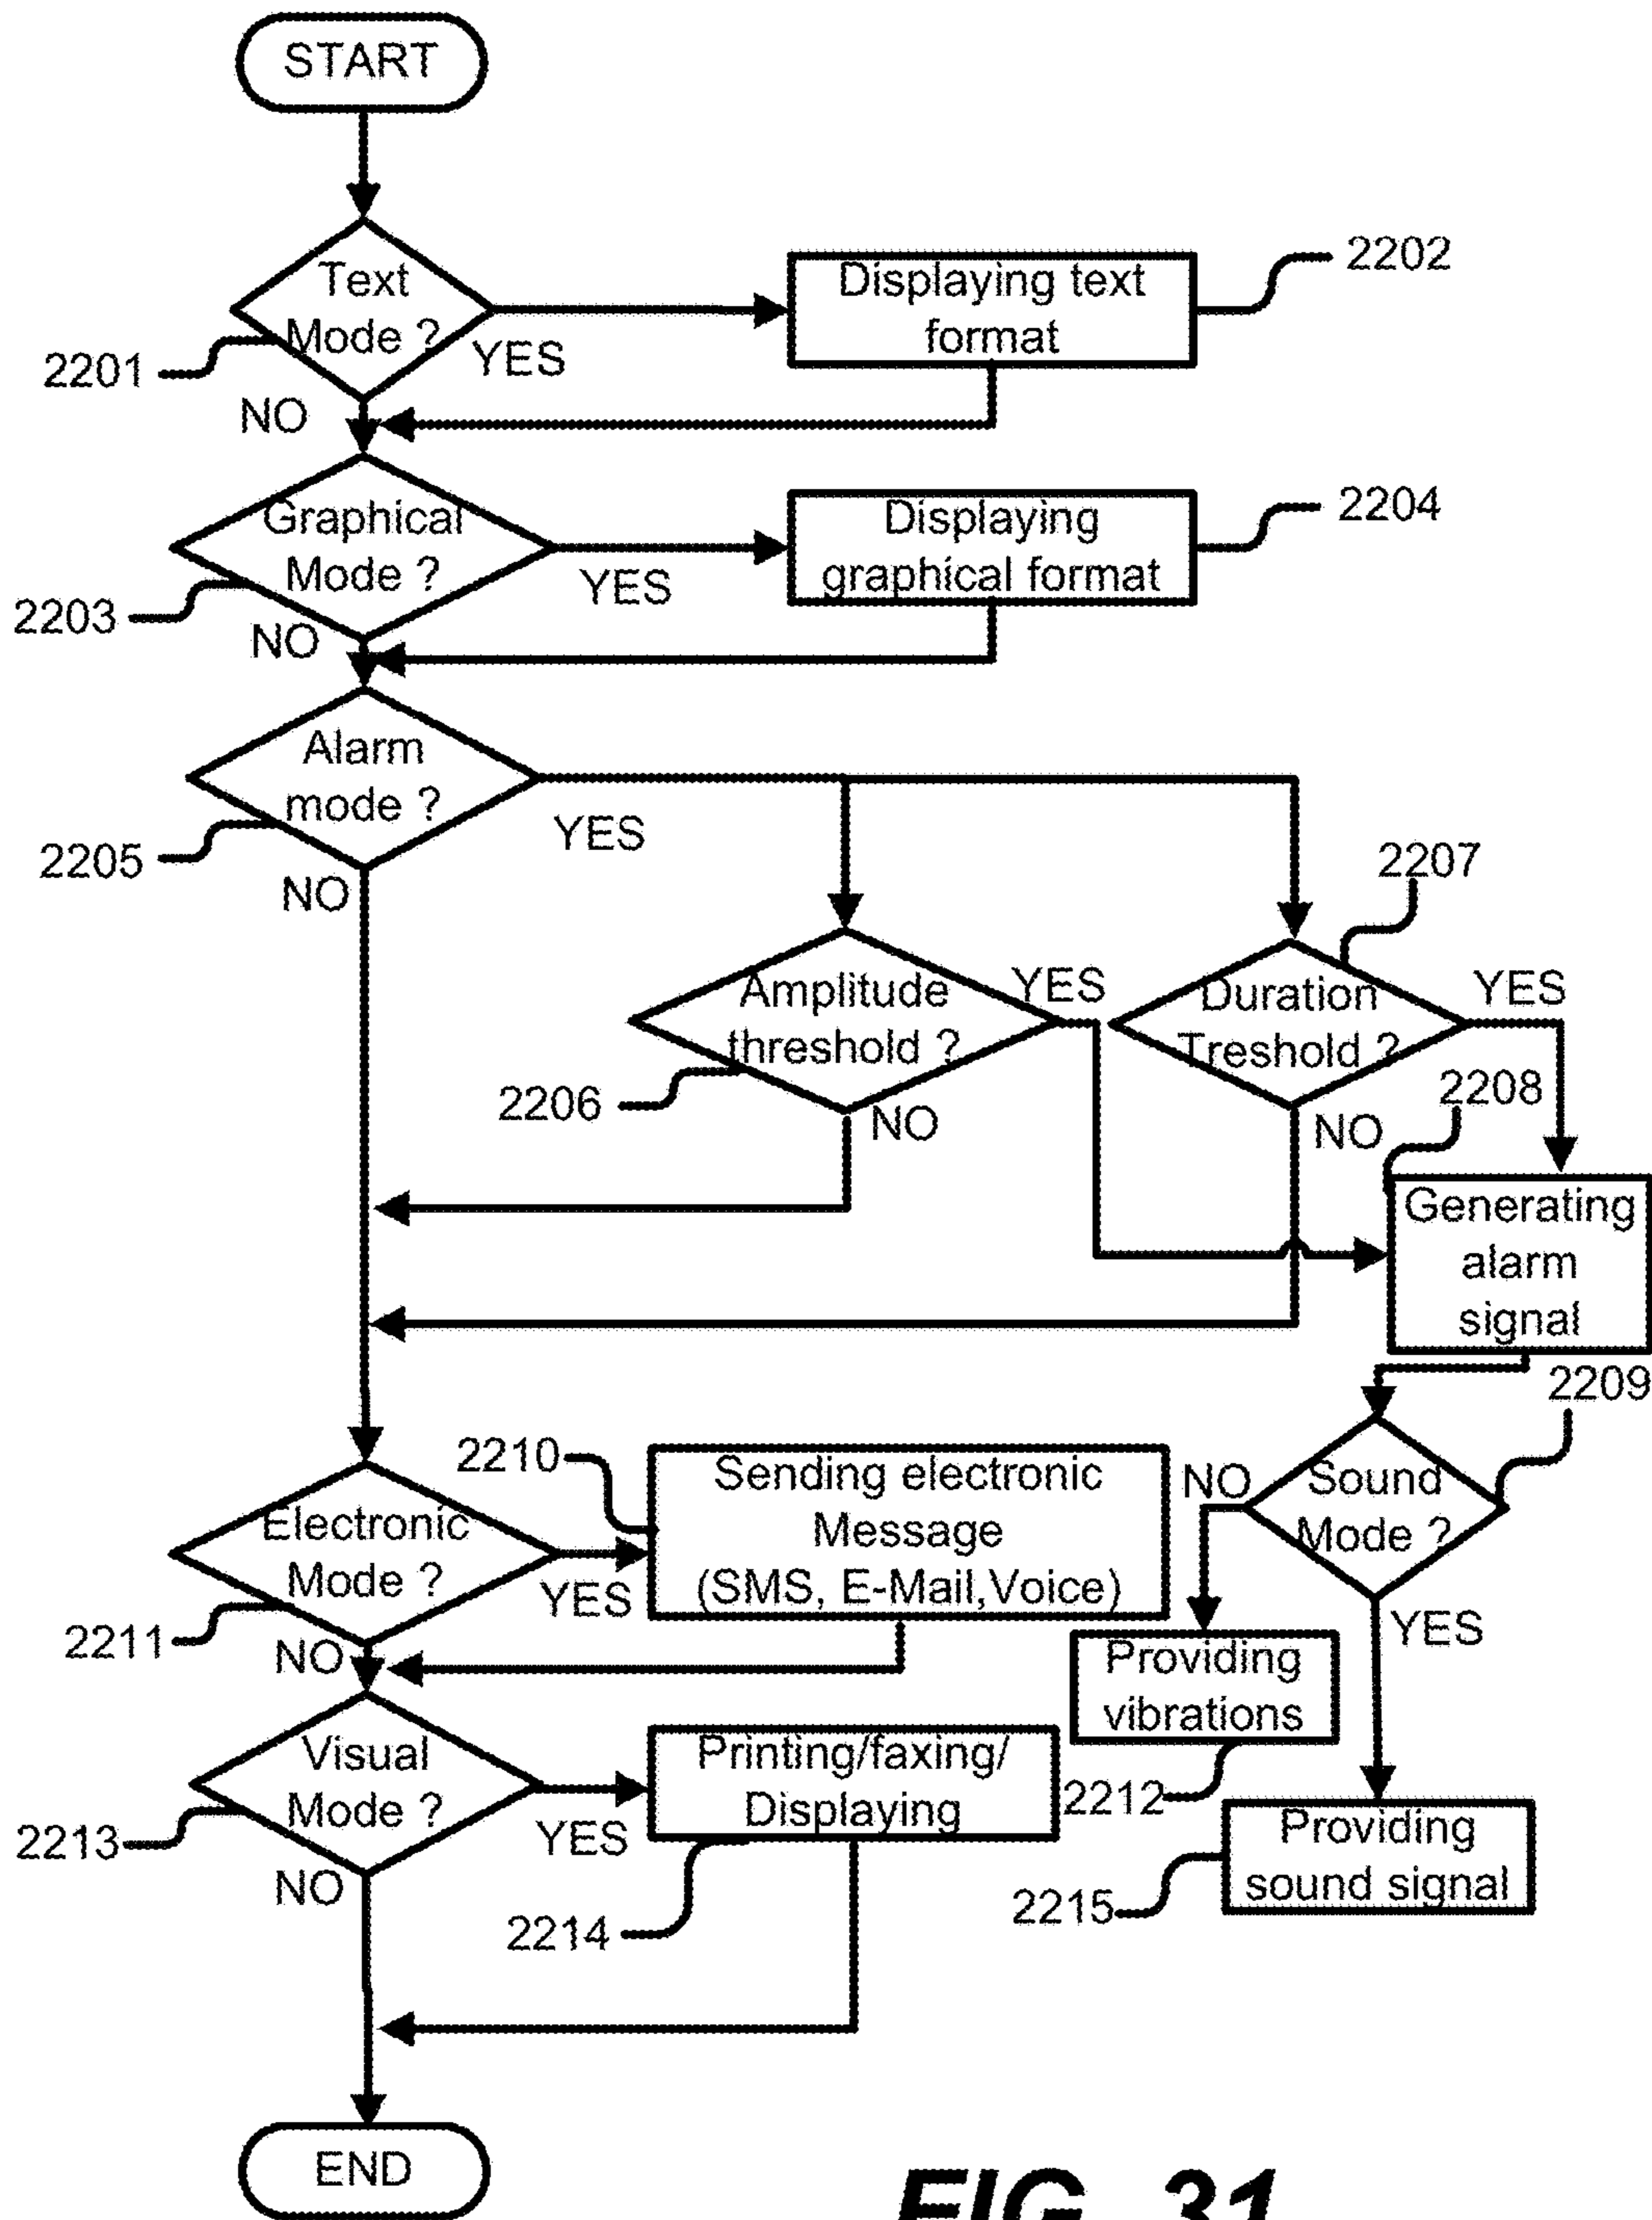 START
Text
Mode ?
2201
YES
NO
Displaying text
format
2202
Graphical
Mode ?
2203
YES
NO
Displaying
graphical format
2204
Alarm
mode ?
2205
YES
NO
2207
Amplitude
threshold ?
2206
YES
NO
Duration
Treshold ?
YES
NO
2208
Generating
alarm
signal
2209
2210
Sending electronic
Message
(SMS, E-Mail,Voice)
NO
Sound
Mode ?
YES
Electronic
Mode ?
2211
YES
NO
Providing
vibrations
2212
Visual
Mode ?
2213
YES
NO
Printing/faxing/
Displaying
2214
Providing
sound signal
2215
END
FIG. 31